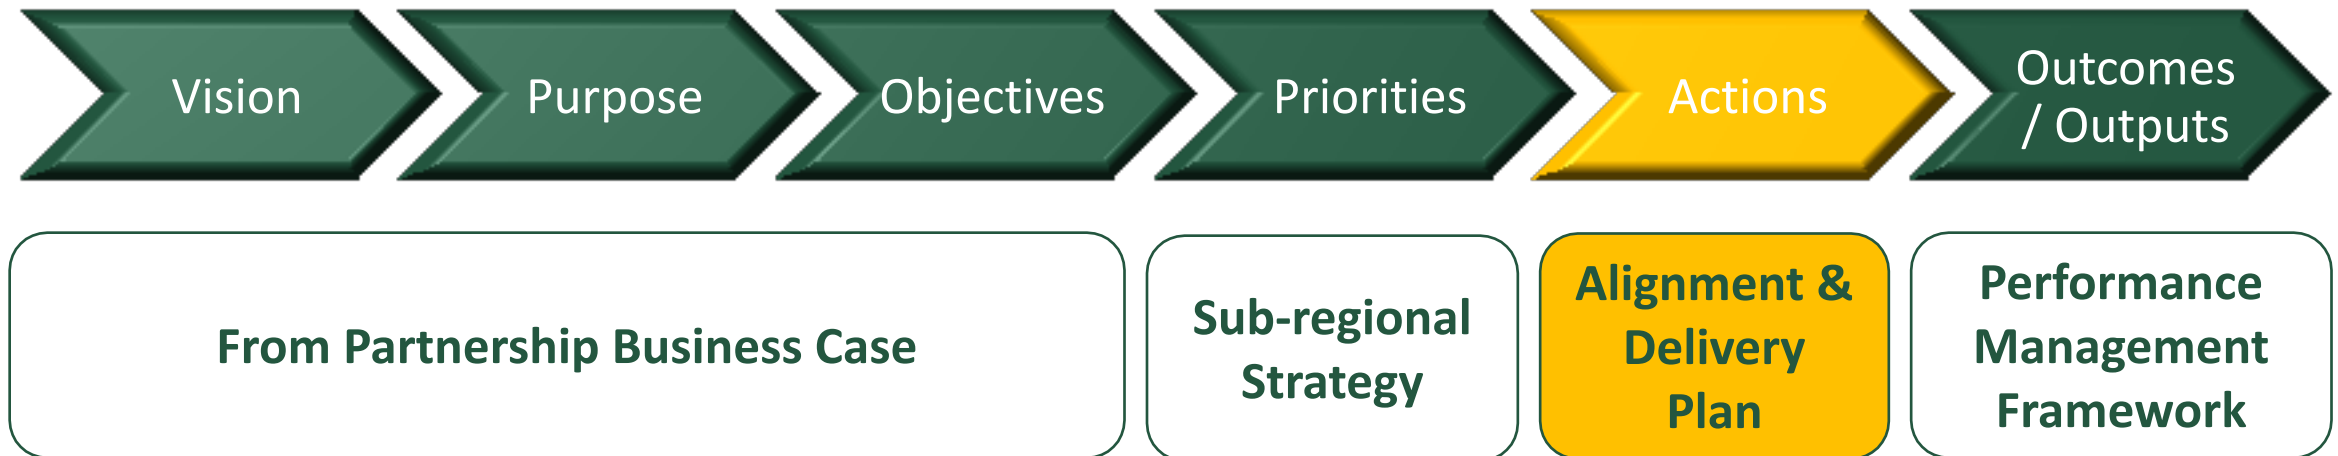 Vision
Purpose
Objectives
Priorities
Actions
Outcomes
/ Outputs
From Partnership Business Case
Sub-regional
Strategy
Alignment &
Delivery
Plan
Performance
Management
Framework